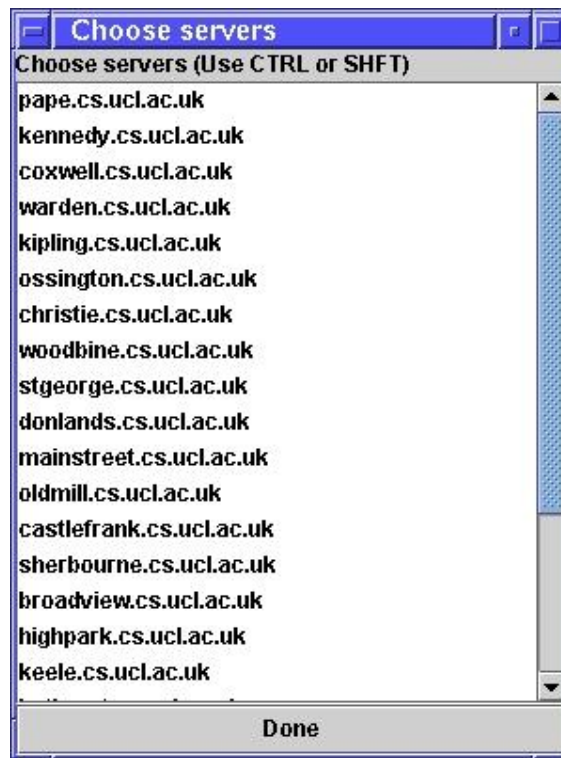 Choose servers
Choose servers (Use CTRL or SHFT)
pape.cs.ucl.ac.uk
kennedy.cs.ucl.ac.uk
coxwell.cs.ucl.ac.uk
warden.cs.ucl.ac.uk
kipling.cs.ucl.ac.uk
ossington.cs.ucl.ac.uk
christie.cs.ucl.ac.uk
woodbine.cs.ucl.ac.uk
stgeorge.cs.ucl.ac.uk
donlands.cs.ucl.ac.uk
mainstreet.cs.ucl.ac.uk
oldmill.cs.ucl.ac.uk
castlefrank.cs.ucl.ac.uk
sherbourne.cs.ucl.ac.uk
broadview.cs.ucl.ac.uk
highpark.cs.ucl.ac.uk
keele.cs.ucl.ac.uk
Done